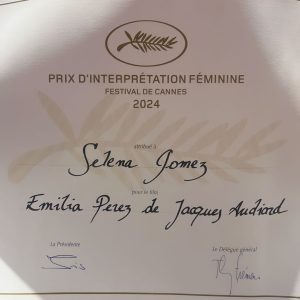 PRIX D'INTERPRÉTATION FÉMININE
FESTIVAL DE CANNES
2024
attribué à
Selena Gomez
pour le film
Emilia Perez de Jacques Audiard
La Présidente
Le Délégué général